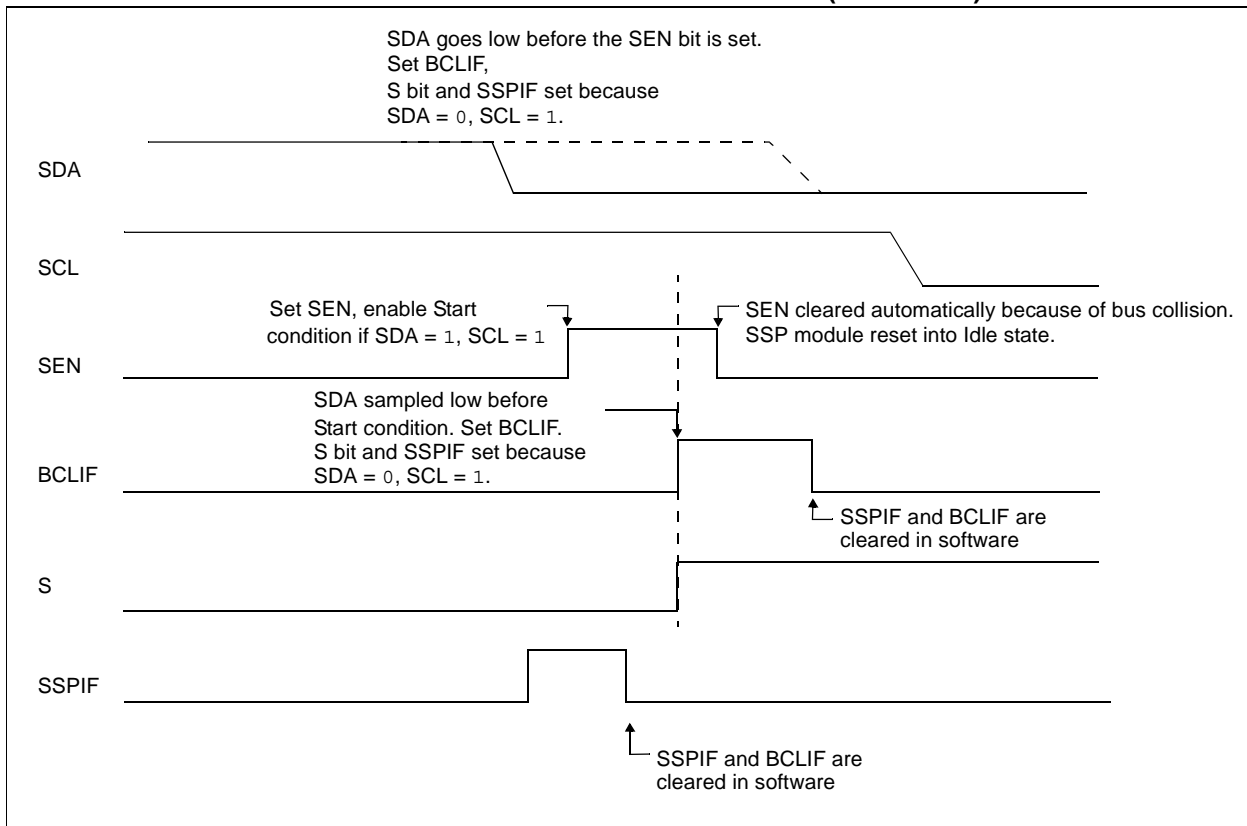 SDA goes low before the SEN bit is set.
Set BCLIF,
S bit and SSPIF set because
SDA = 0, SCL = 1.
SDA
SCL
Set SEN, enable Start
condition if SDA = 1, SCL = 1
SEN cleared automatically because of bus collision.
SSP module reset into Idle state.
SEN
SDA sampled low before
Start condition. Set BCLIF.
S bit and SSPIF set because
SDA = 0, SCL = 1.
BCLIF
SSPIF and BCLIF are
cleared in software
S
SSPIF
SSPIF and BCLIF are
cleared in software